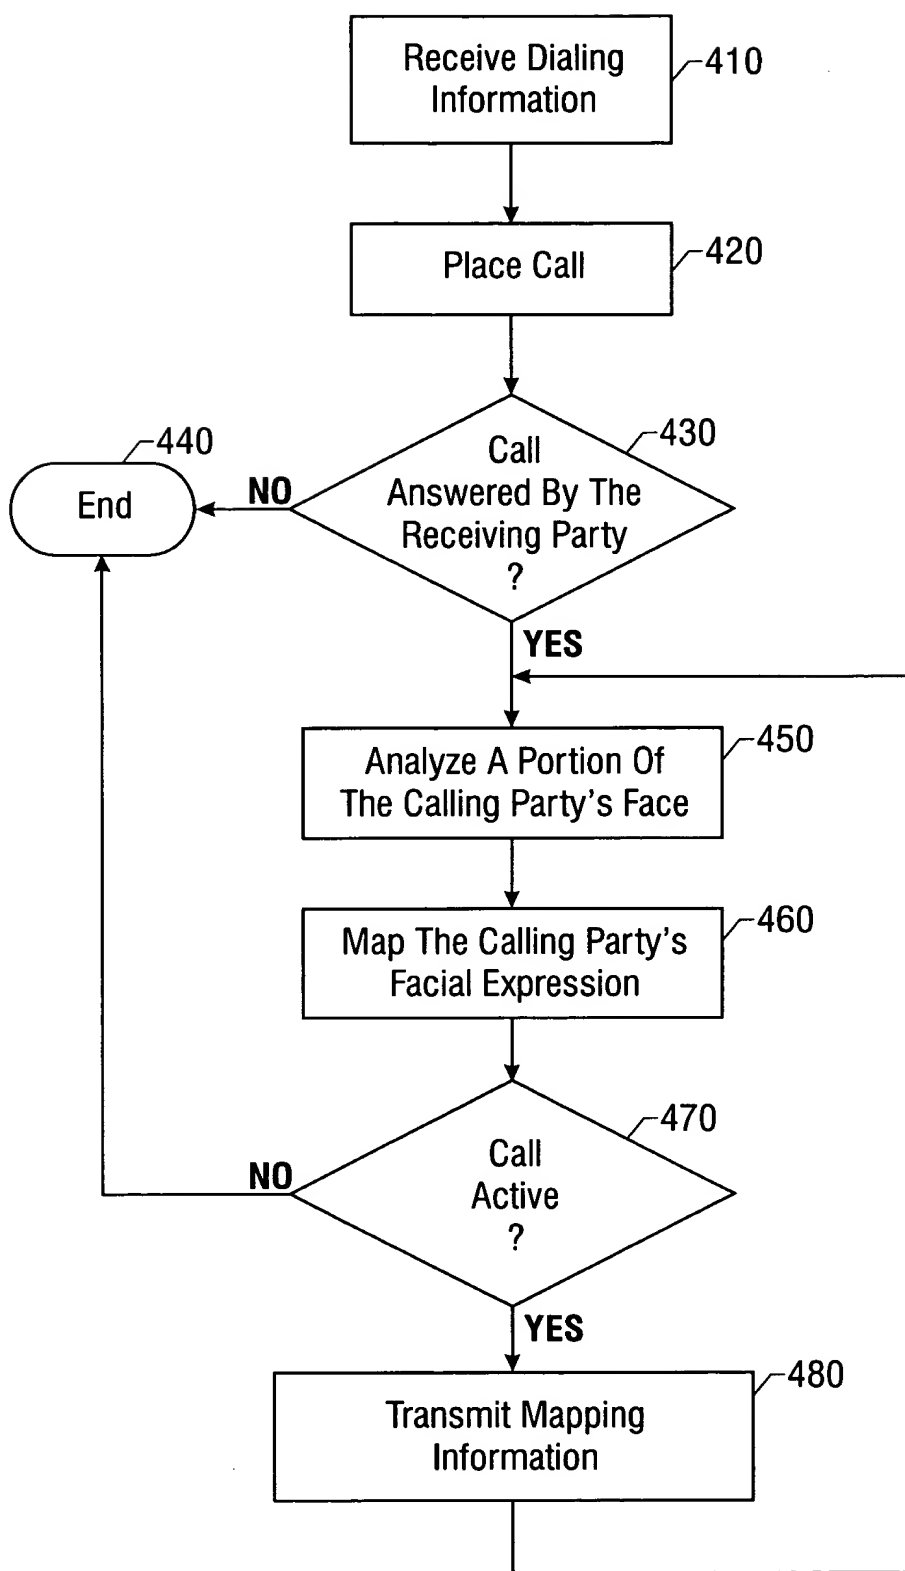 Receive Dialing
Information
410
Place Call
420
Call
Answered By The
Receiving Party
?
430
440
End
NO
YES
Analyze A Portion Of
The Calling Party's Face
450
Map The Calling Party's
Facial Expression
460
Call
Active
?
470
NO
YES
Transmit Mapping
Information
480